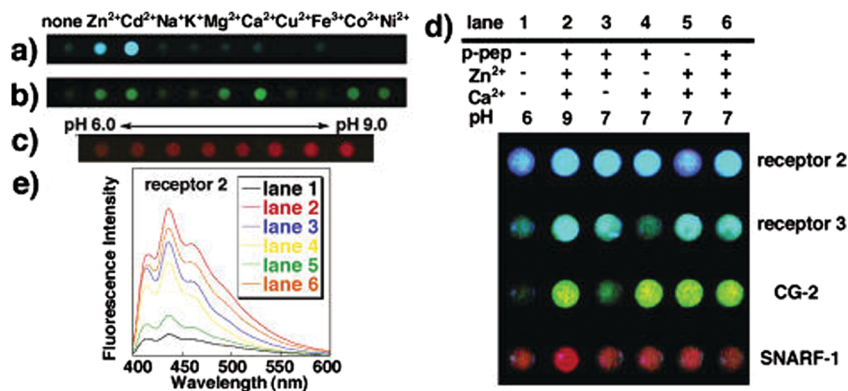 none Zn²⁺Cd²⁺Na⁺K⁺Mg²⁺Ca²⁺Cu²⁺Fe³⁺Co²⁺Ni²⁺
a)
b)
pH 6.0 pH 9.0
c)
e)
receptor 2
lane 1
lane 2
lane 3
lane 4
lane 5
lane 6
Fluorescence Intensity
400 450 500 550 600
Wavelength (nm)
d)
lane 1 2 3 4 5 6
p-pep - + + + - +
Zn²⁺ - + + - + +
Ca²⁺ - + - + + +
pH 6 9 7 7 7 7
receptor 2
receptor 3
CG-2
SNARF-1